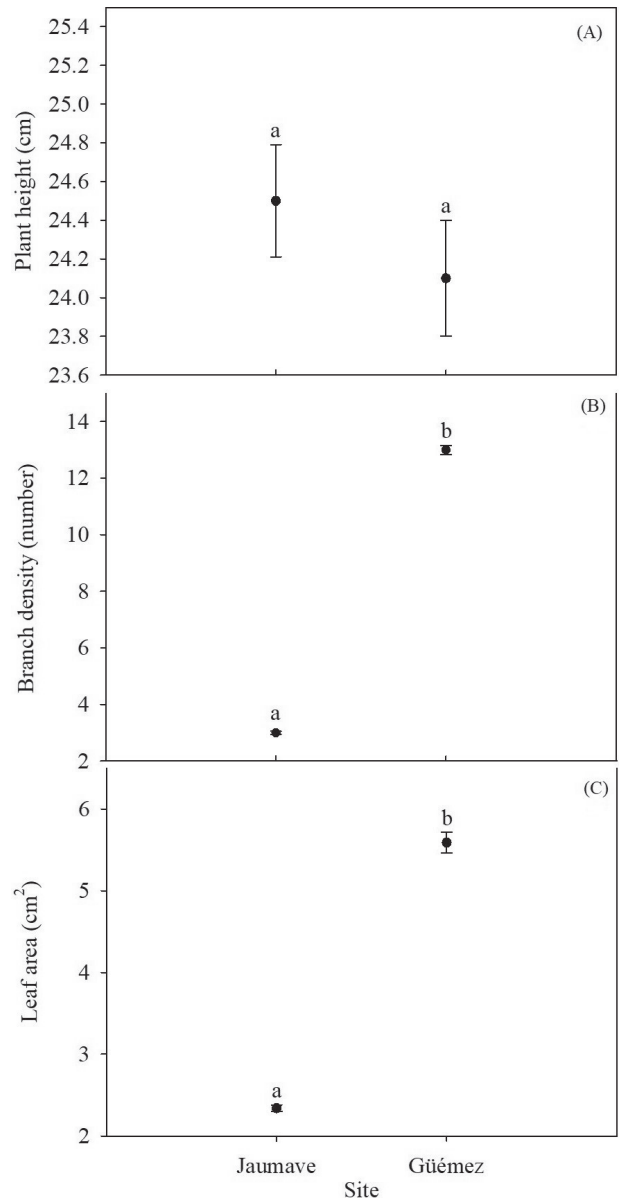 (A)
Plant height (cm)
25.4
25.2
25.0
24.8
24.6
24.4
24.2
24.0
23.8
23.6
a
a
(B)
Branch density (number)
14
12
10
8
6
4
2
a
b
(C)
Leaf area (cm²)
6
5
4
3
2
a
b
Jaumave Güémez
Site